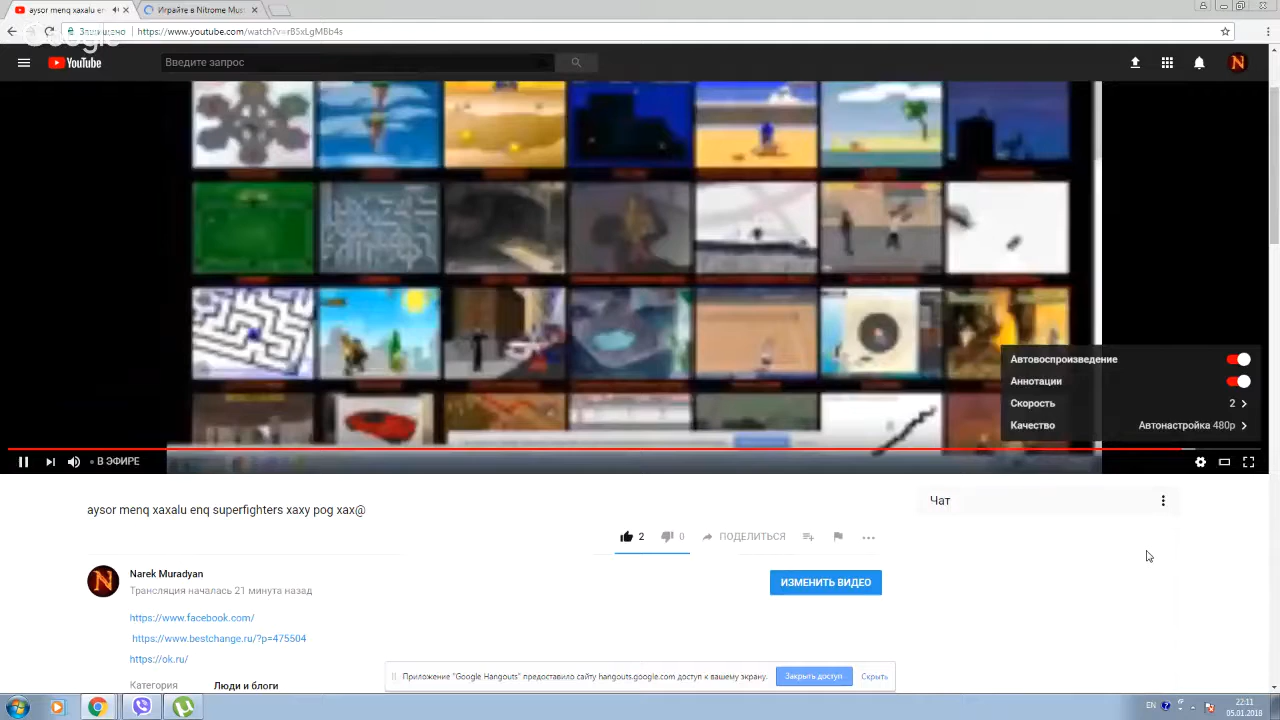 aysor menq xaxalu en
Играйте в Nitrome Mus
Google
Защищено
https://www.youtube.com/watch?v=rBSxLgMBb4s
YouTube
Введите запрос
N
Автовоспроизведение
Аннотации
Скорость 2
Качество Автонастройка 480p
• В ЭФИРЕ
aysor menq xaxalu enq superfighters xaxy pog xax@
Чат
2 0 ПОДЕЛИТЬСЯ
N
Narek Muradyan
Трансляция началась 21 минута назад
ИЗМЕНИТЬ ВИДЕО
https://www.facebook.com/
https://www.bestchange.ru/?p=475504
https://ok.ru/
Категория Люди и блоги
Приложение "Google Hangouts" предоставило сайту hangouts.google.com доступ к вашему экрану. Закрыть доступ Скрыть
EN
22:11
05.01.2018